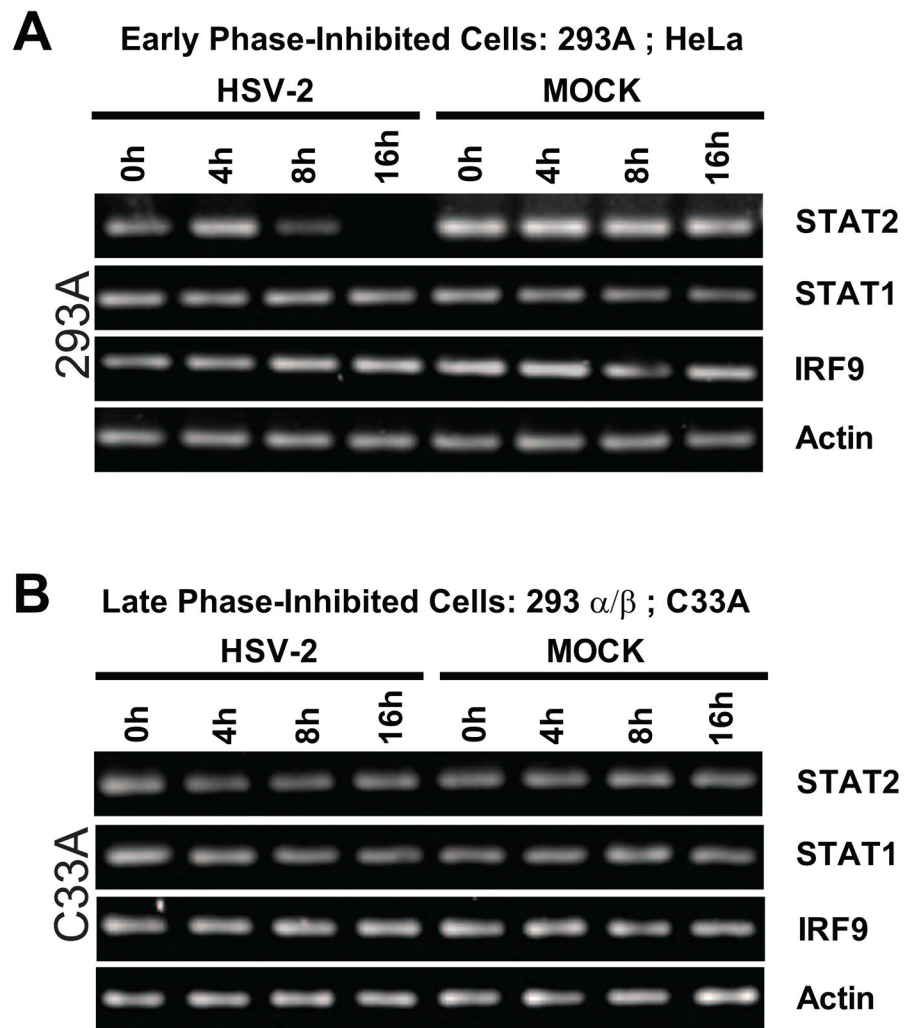 A
Early Phase-Inhibited Cells: 293A ; HeLa
HSV-2 MOCK
0h 4h 8h 16h 0h 4h 8h 16h
293A
STAT2
STAT1
IRF9
Actin
B
Late Phase-Inhibited Cells: 293 α/β ; C33A
HSV-2 MOCK
0h 4h 8h 16h 0h 4h 8h 16h
C33A
STAT2
STAT1
IRF9
Actin